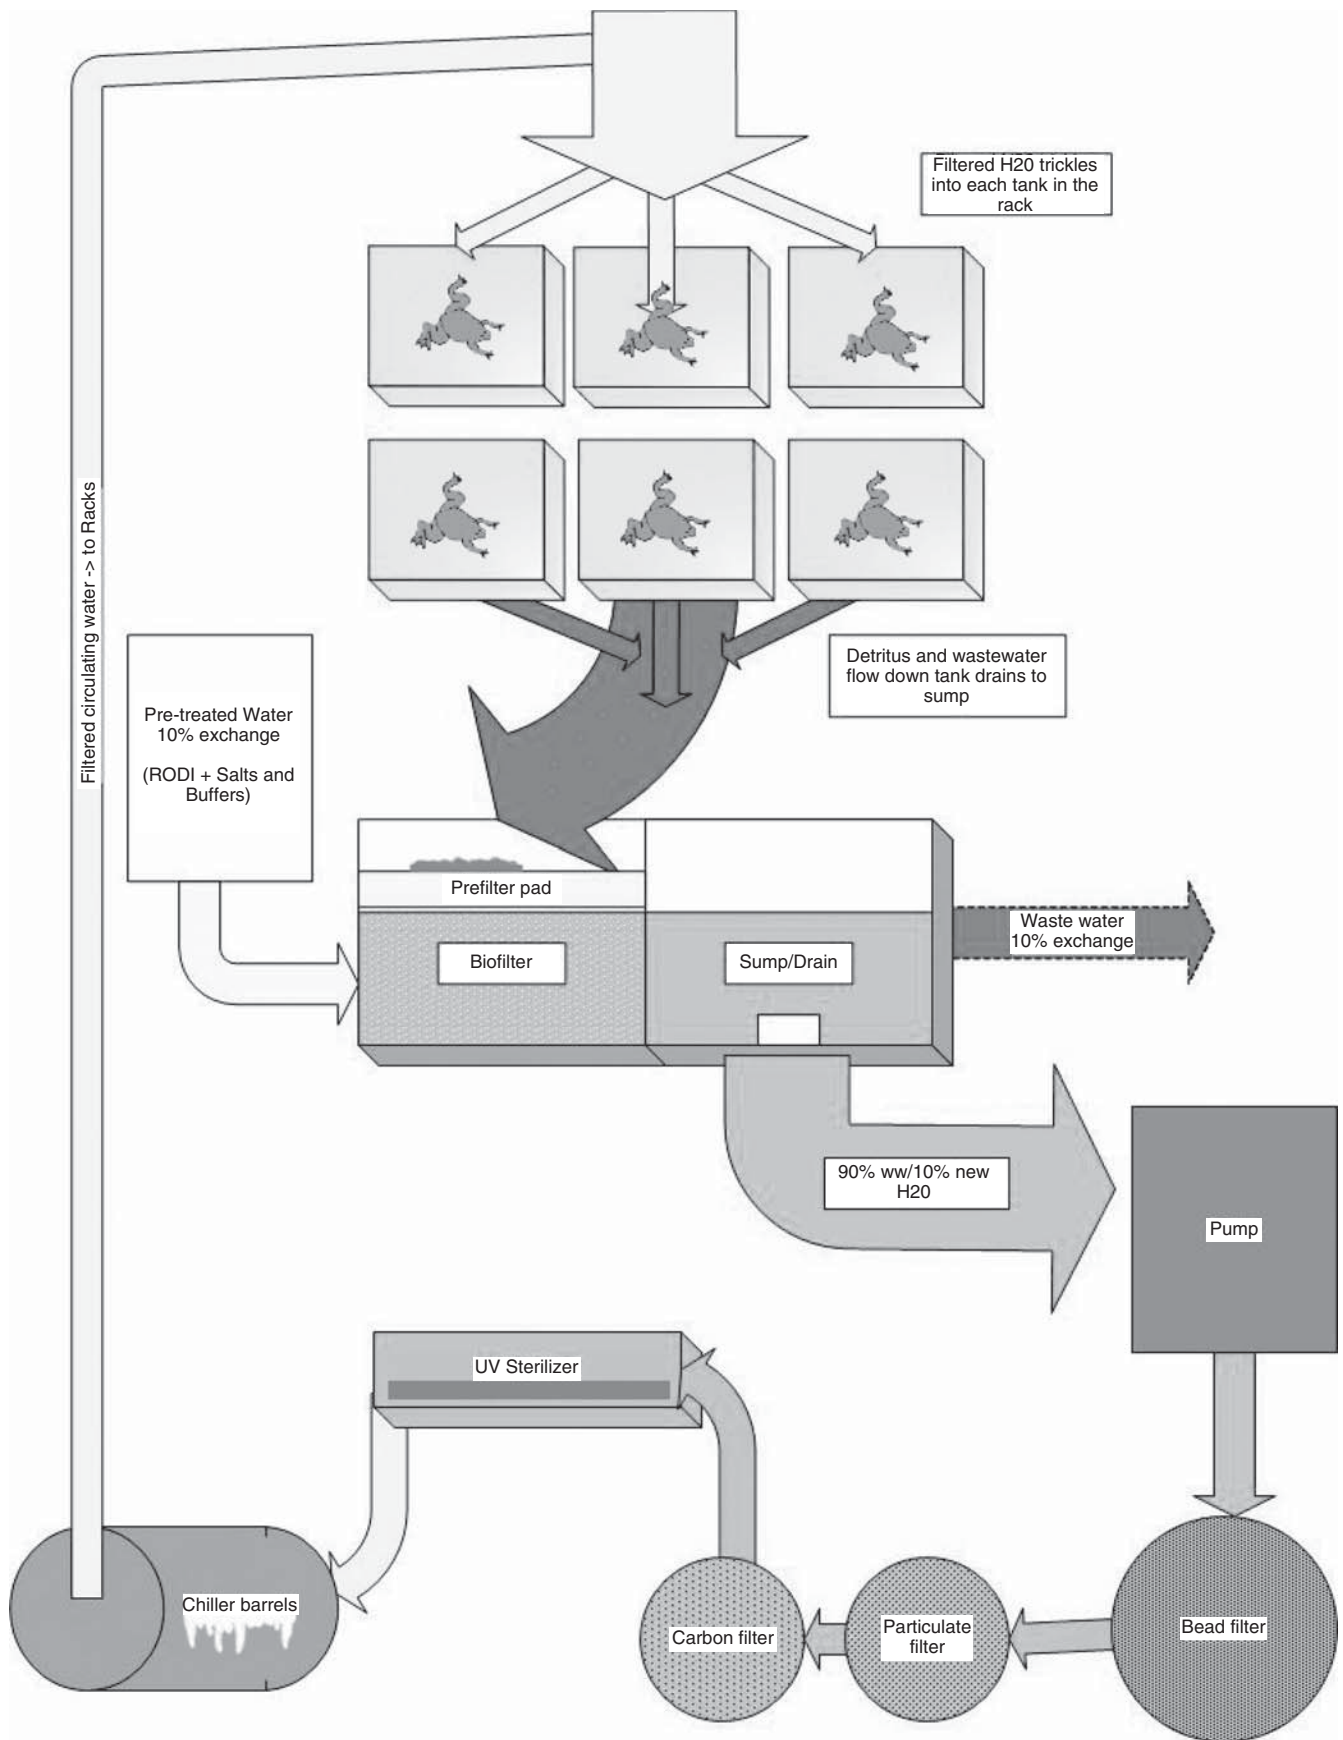 Filtered H20 trickles
into each tank in the
rack
Filtered circulating water -> to Racks
Detritus and wastewater
flow down tank drains to
sump
Pre-treated Water
10% exchange
(RODI + Salts and
Buffers)
Prefilter pad
Biofilter
Sump/Drain
Waste water
10% exchange
90% ww/10% new
H20
Pump
UV Sterilizer
Chiller barrels
Carbon filter
Particulate
filter
Bead filter